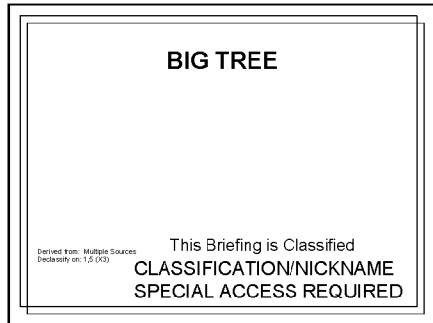 BIG TREE
Derived from: Multiple Sources
Declassify on: 1,5 (X3)
This Briefing is Classified
CLASSIFICATION/NICKNAME
SPECIAL ACCESS REQUIRED